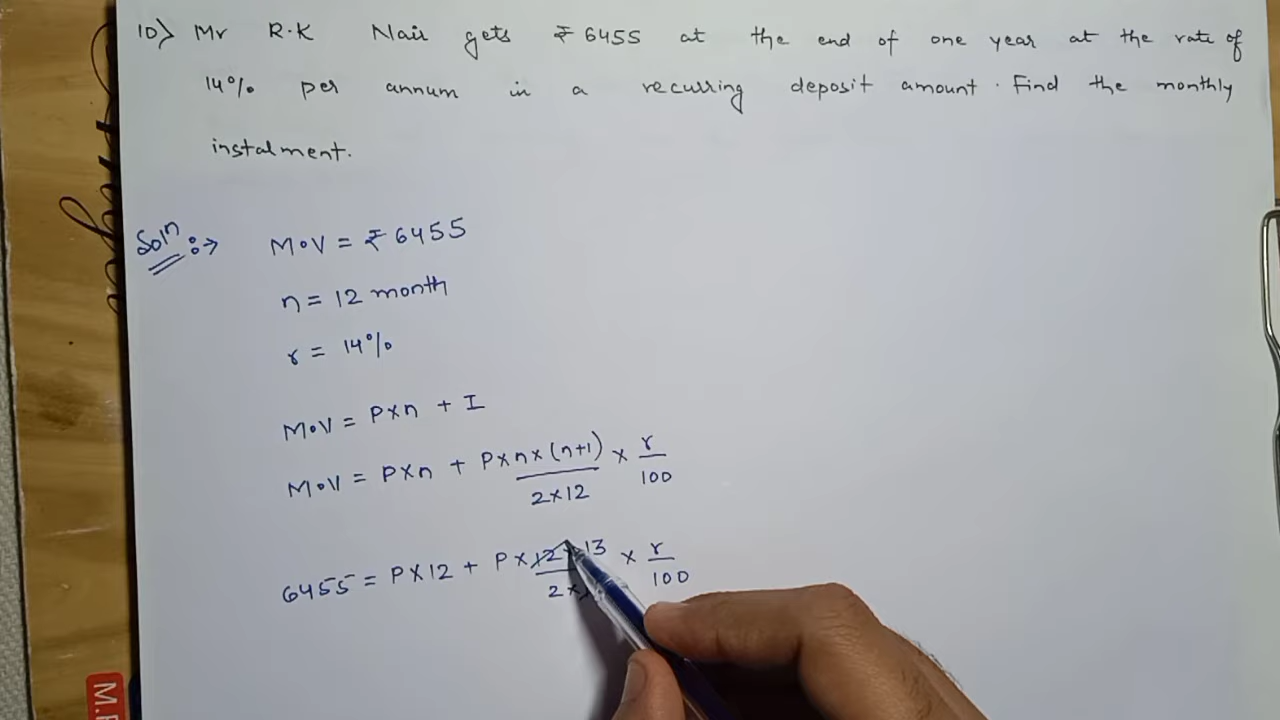 10) Mr R.K Nair gets ₹ 6455 at the end of one year at the rate of
14% per annum in a recurring deposit amount. Find the monthly
instalment.
Soln :→
M.V = ₹ 6455
n = 12 month
r = 14%
M.V = P×n + I
M.V = P×n + P×n×(n+1)/2×12 × r/100
6455 = P×12 + P×12×13/2× × r/100